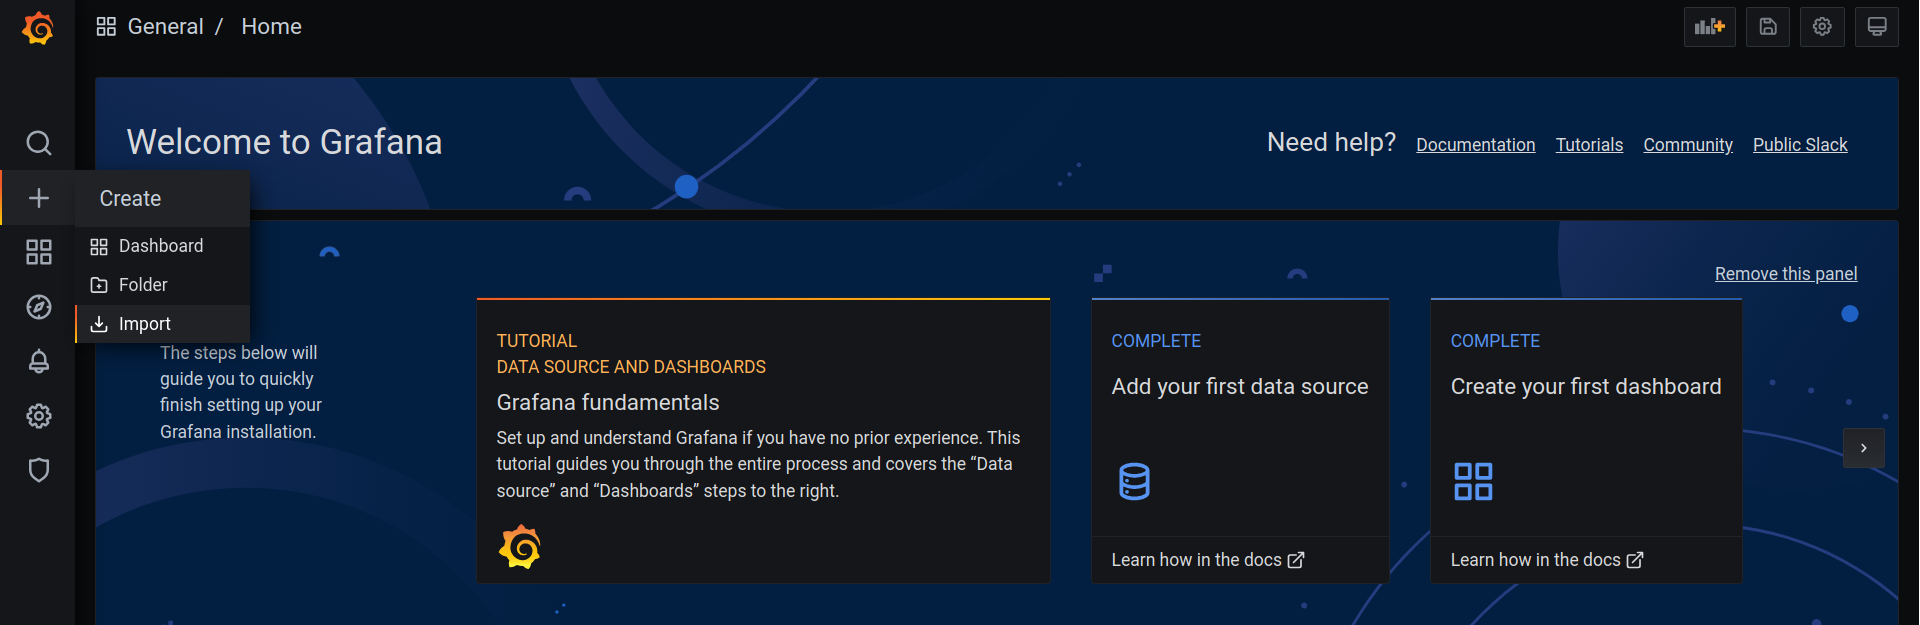 General / Home
Welcome to Grafana
Need help? Documentation Tutorials Community Public Slack
Create
Dashboard
Folder
Import
Remove this panel
The steps below will
guide you to quickly
finish setting up your
Grafana installation.
TUTORIAL
DATA SOURCE AND DASHBOARDS
Grafana fundamentals
Set up and understand Grafana if you have no prior experience. This
tutorial guides you through the entire process and covers the “Data
source” and “Dashboards” steps to the right.
COMPLETE
Add your first data source
Learn how in the docs
COMPLETE
Create your first dashboard
Learn how in the docs